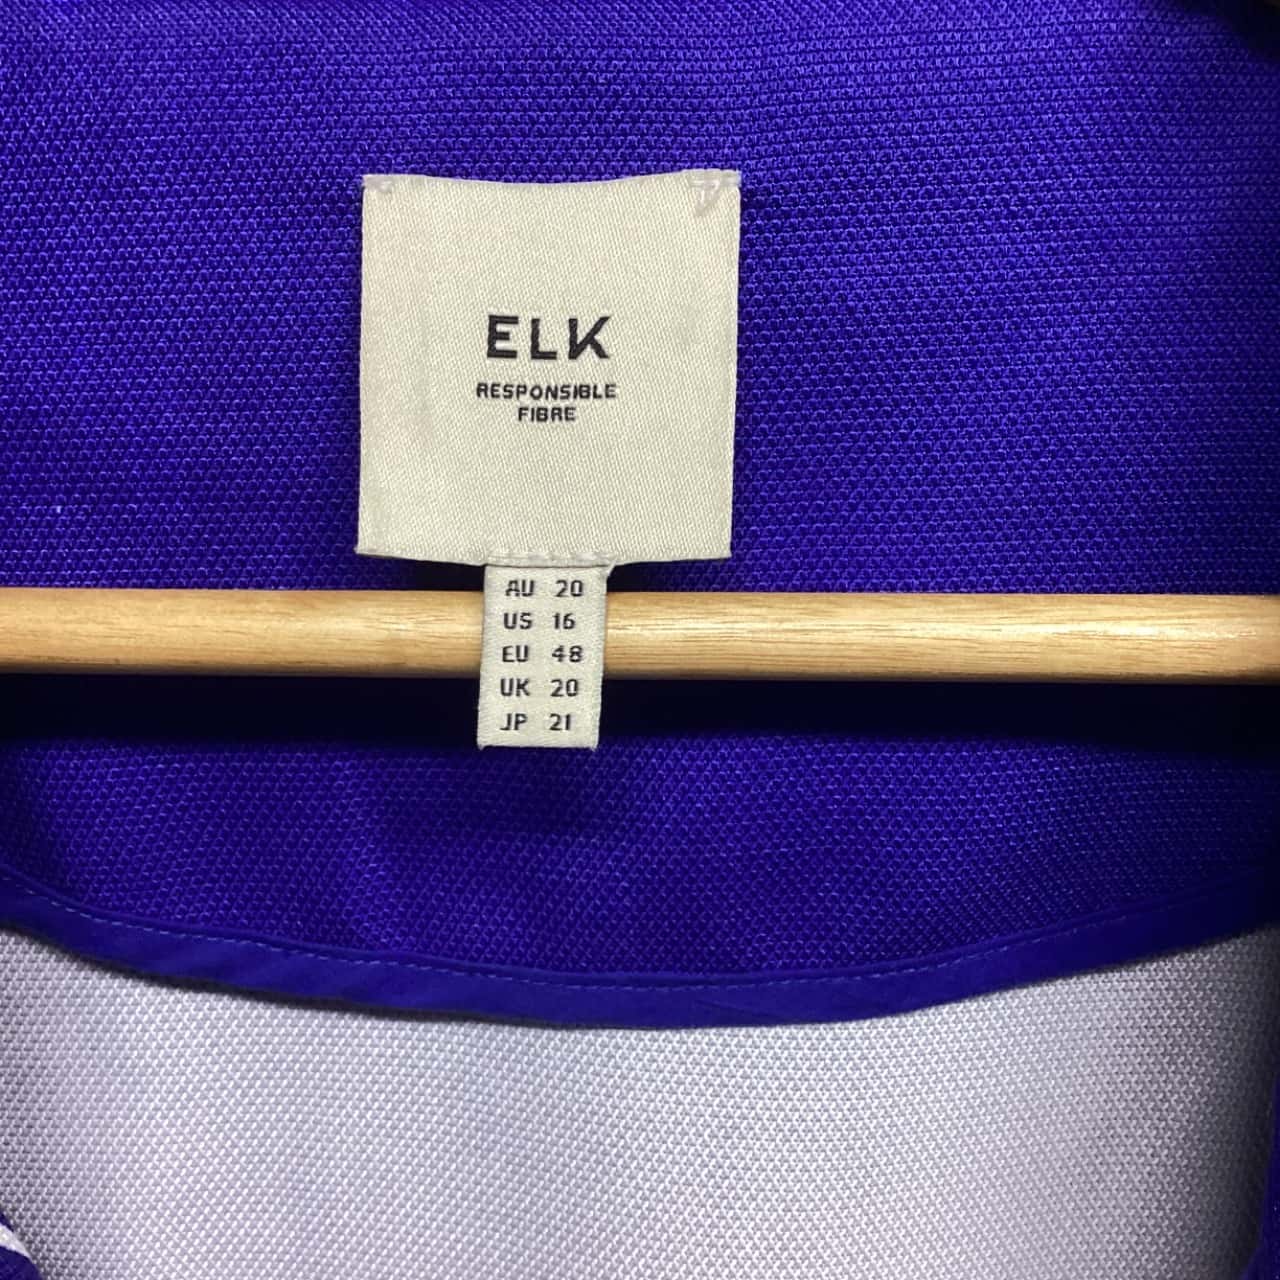 ELK
RESPONSIBLE
FIBRE
AU 20
US 16
EU 48
UK 20
JP 21